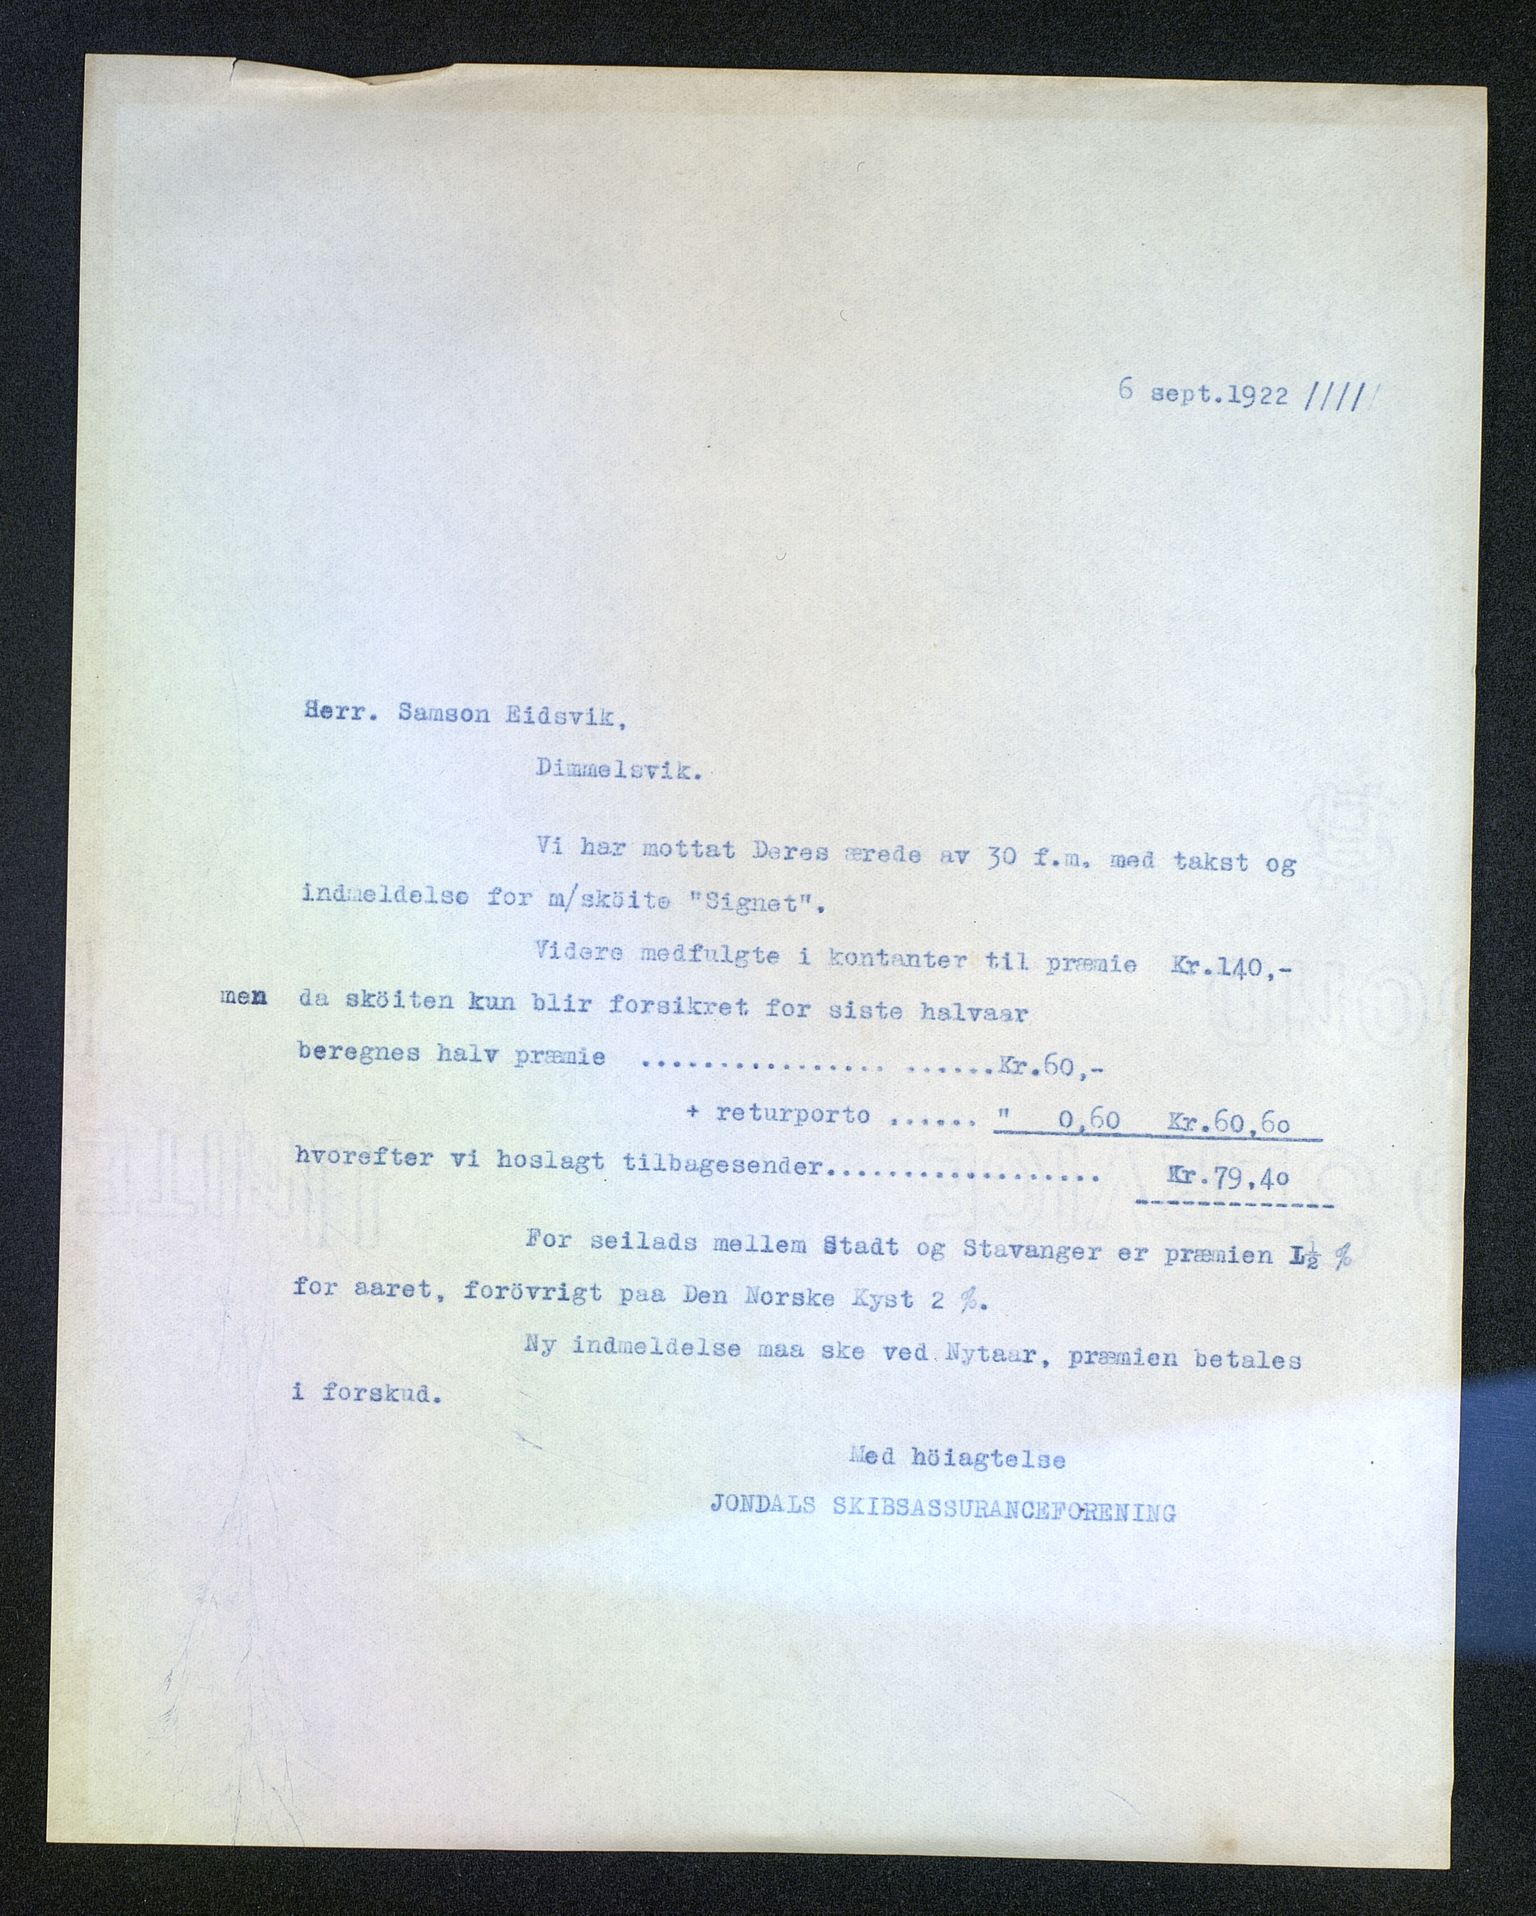 6 sept.1922 /////
Herr. Samson Eidsvik,
Dimmelsvik.
Vi har mottat Deres ærede av 30 f.m. med takst og
indmeldelse for m/sköite "Signet".
Videre medfulgte i kontanter til præmie Kr.140,-
men da sköiten kun blir forsikret for siste halvaar
beregnes halv præmie ................ ......Kr.60,-
+ returporto ...... " 0,60 Kr.60,60
hvorefter vi hoslagt tilbagesender.................. Kr.79,40
For seilads mellem Stadt og Stavanger er præmien 1½ %
for aaret, forövrigt paa Den Norske Kyst 2 %.
Ny indmeldelse maa ske ved Nytaar, præmien betales
i forskud.
Med höiagtelse
JONDALS SKIBSASSURANCEFORENING